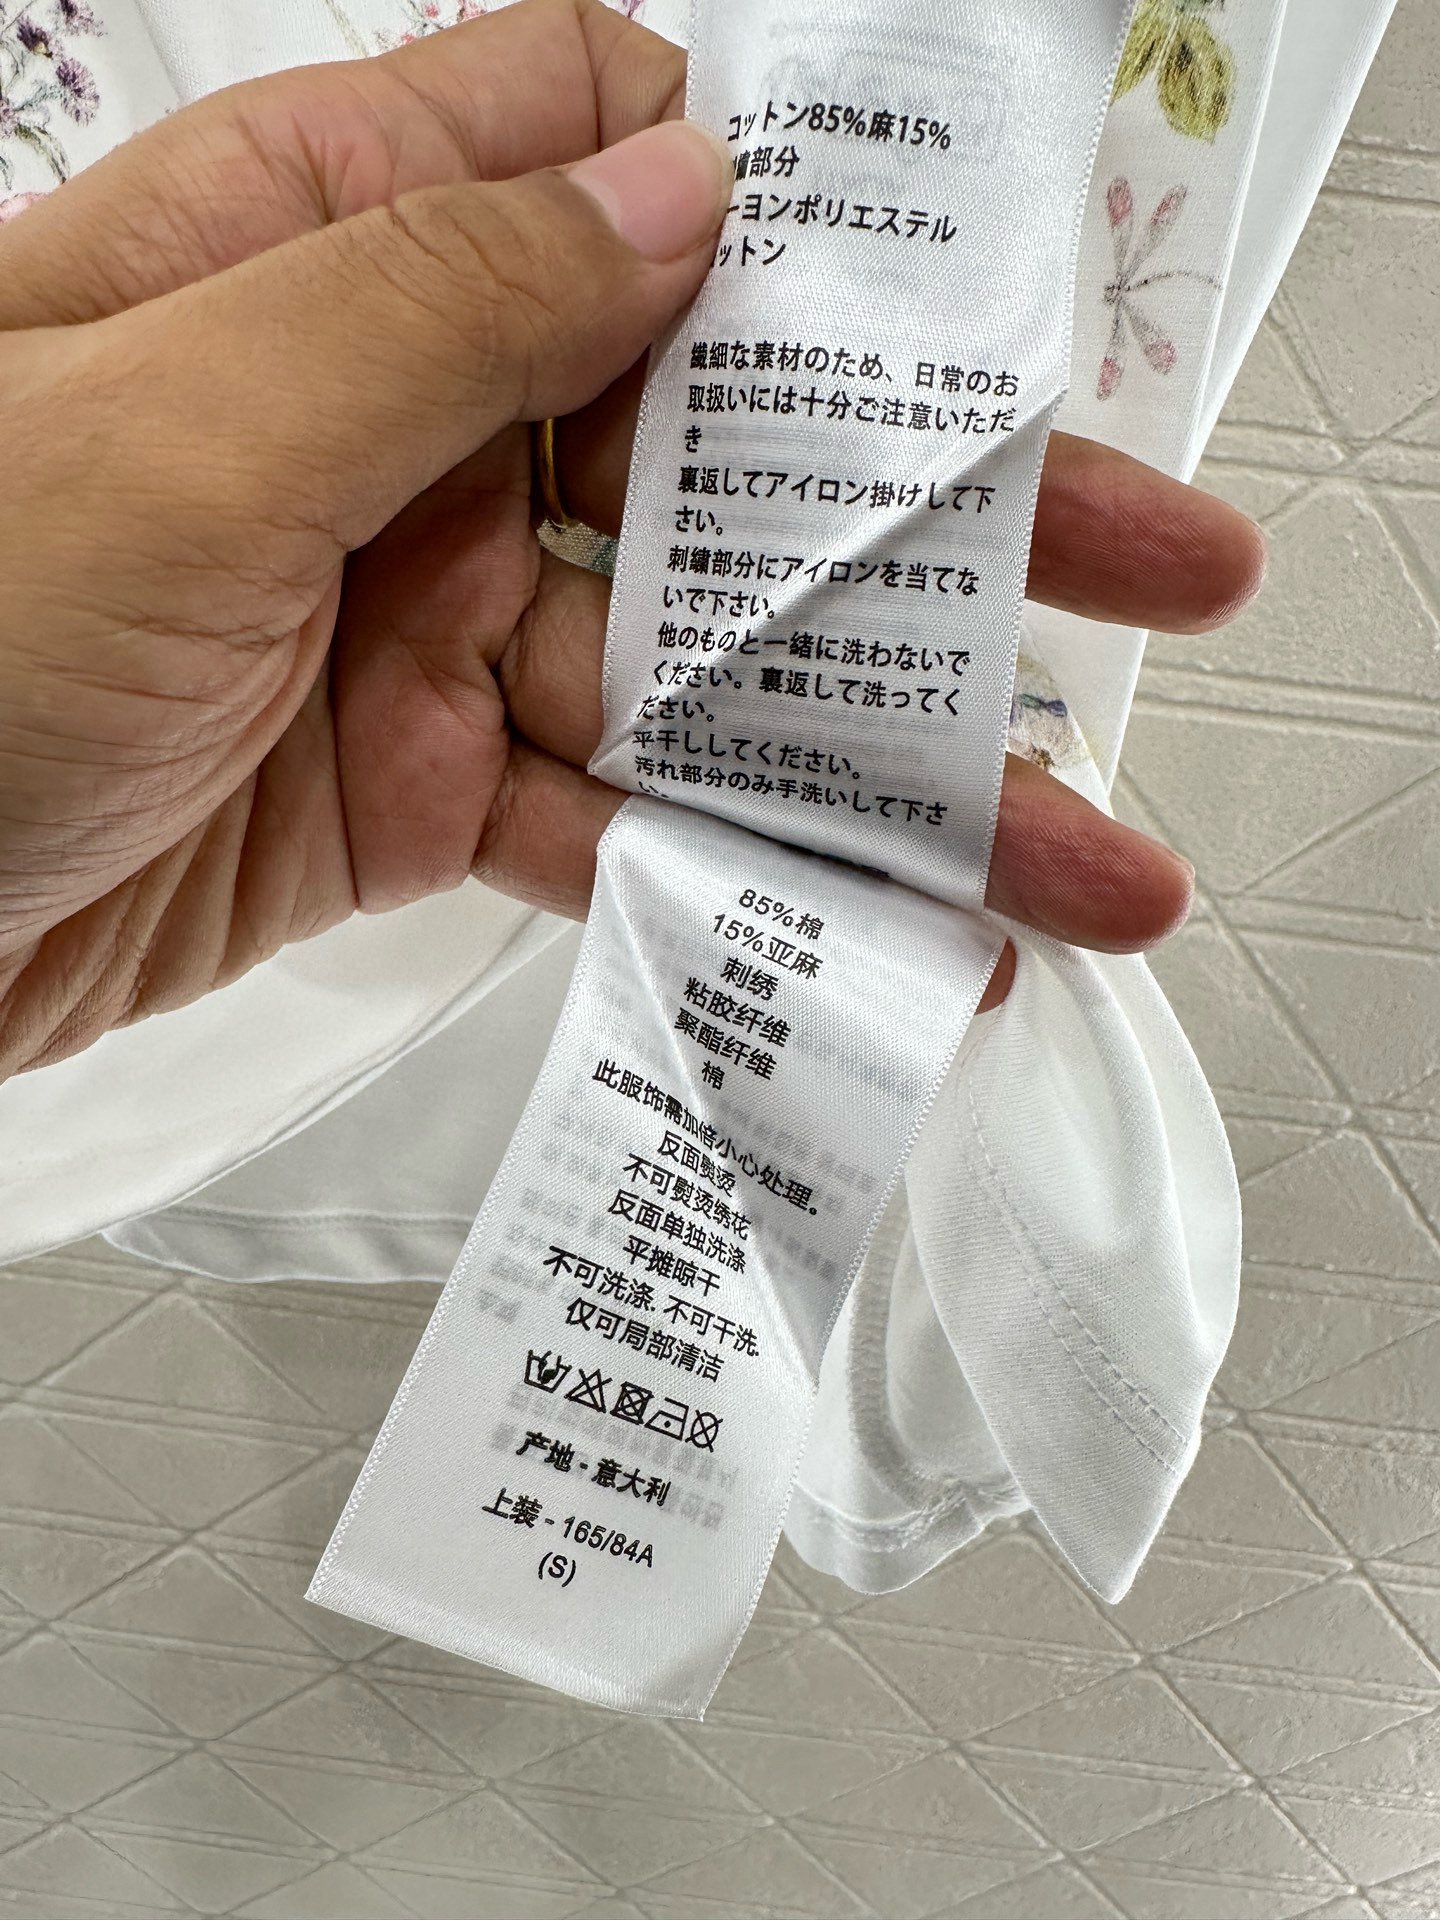 コットン85%麻15%
繍部分
ーヨンポリエステル
ットン
繊細な素材のため、日常のお
取扱いには十分ご注意いただ
き
裏返してアイロン掛けして下
さい。
刺繍部分にアイロンを当てな
いで下さい。
他のものと一緒に洗わないで
ください。裏返して洗ってく
ださい。
平干ししてください。
汚れ部分のみ手洗いして下さ
い。
85%棉
15%亚麻
刺绣
粘胶纤维
聚酯纤维
棉
此服饰需加倍小心处理。
反面熨烫
不可熨烫绣花
反面单独洗涤
平摊晾干
不可洗涤. 不可干洗.
仅可局部清洁
产地 - 意大利
上装 - 165/84A
(S)